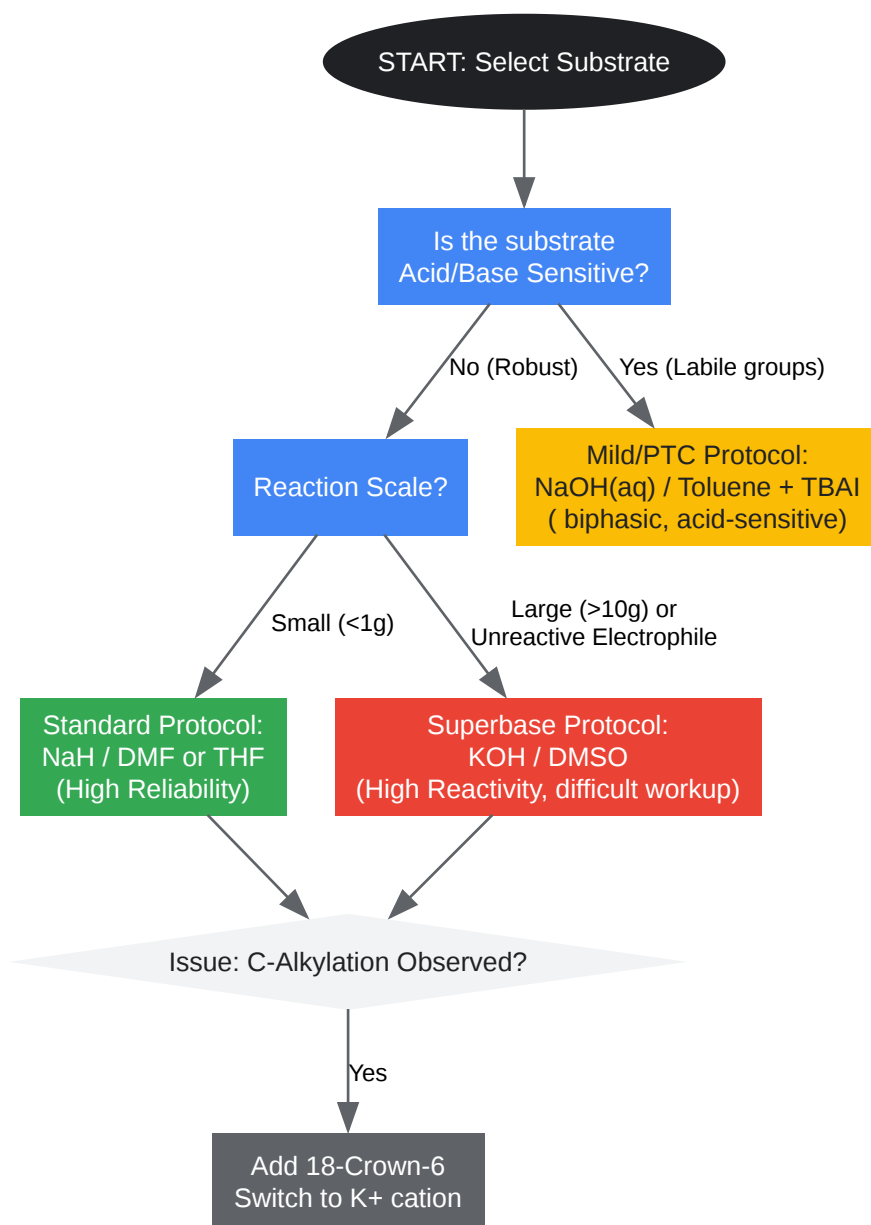 START: Select Substrate
Is the substrate
Acid/Base Sensitive?
No (Robust)
Yes (Labile groups)
Reaction Scale?
Mild/PTC Protocol:
NaOH(aq) / Toluene + TBAI
( biphasic, acid-sensitive)
Small (<1g)
Large (>10g) or
Unreactive Electrophile
Standard Protocol:
NaH / DMF or THF
(High Reliability)
Superbase Protocol:
KOH / DMSO
(High Reactivity, difficult workup)
Issue: C-Alkylation Observed?
Yes
Add 18-Crown-6
Switch to K+ cation